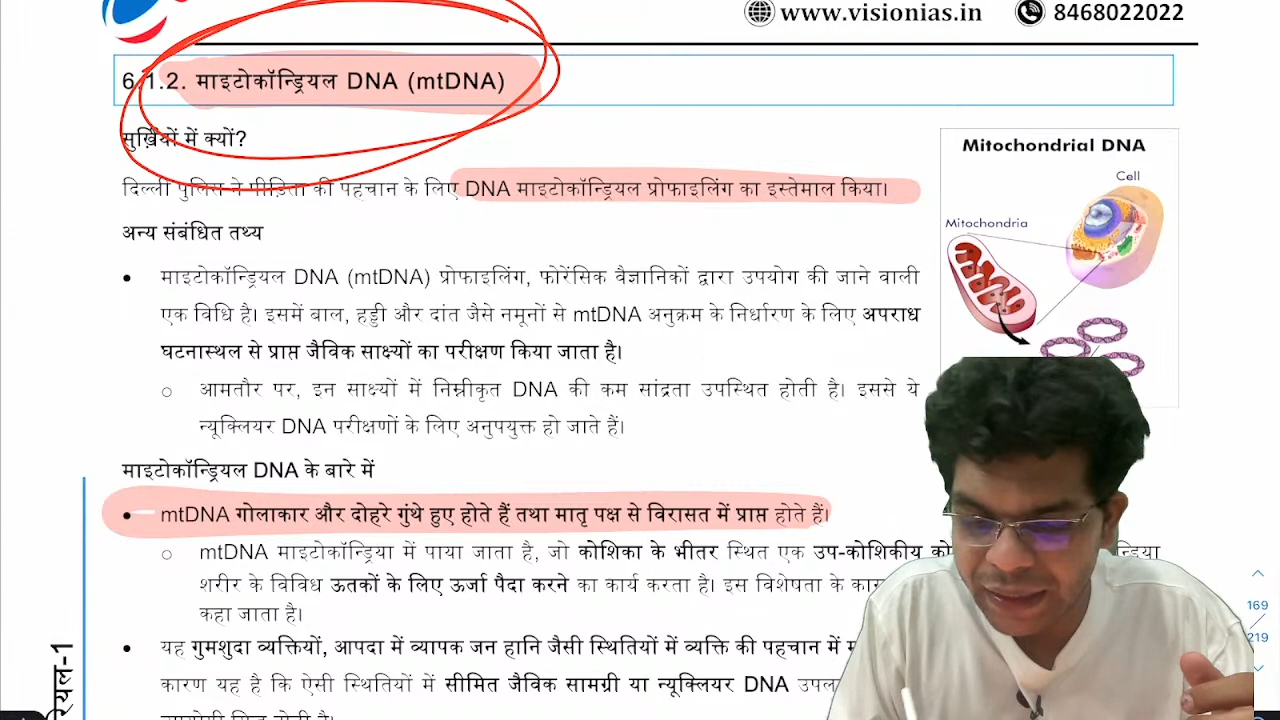 www.visionias.in
8468022022
6.1.2. माइटोकॉन्ड्रियल DNA (mtDNA)
सुर्ख़ियों में क्यों?
दिल्ली पुलिस ने पीड़िता की पहचान के लिए DNA माइटोकॉन्ड्रियल प्रोफाइलिंग का इस्तेमाल किया।
अन्य संबंधित तथ्य
• माइटोकॉन्ड्रियल DNA (mtDNA) प्रोफाइलिंग, फोरेंसिक वैज्ञानिकों द्वारा उपयोग की जाने वाली
एक विधि है। इसमें बाल, हड्डी और दांत जैसे नमूनों से mtDNA अनुक्रम के निर्धारण के लिए अपराध
घटनास्थल से प्राप्त जैविक साक्ष्यों का परीक्षण किया जाता है।
o आमतौर पर, इन साक्ष्यों में निम्नीकृत DNA की कम सांद्रता उपस्थित होती है। इससे ये
न्यूक्लियर DNA परीक्षणों के लिए अनुपयुक्त हो जाते हैं।
Mitochondrial DNA
Cell
Mitochondria
माइटोकॉन्ड्रियल DNA के बारे में
• mtDNA गोलाकार और दोहरे गुंथे हुए होते हैं तथा मातृ पक्ष से विरासत में प्राप्त होते हैं।
o mtDNA माइटोकॉन्ड्रिया में पाया जाता है, जो कोशिका के भीतर स्थित एक उप-कोशिकीय
शरीर के विविध ऊतकों के लिए ऊर्जा पैदा करने का कार्य करता है। इस विशेषता के
कहा जाता है।
• यह गुमशुदा व्यक्तियों, आपदा में व्यापक जन हानि जैसी स्थितियों में व्यक्ति की पहचान में
कारण यह है कि ऐसी स्थितियों में सीमित जैविक सामग्री या न्यूक्लियर DNA
169
219